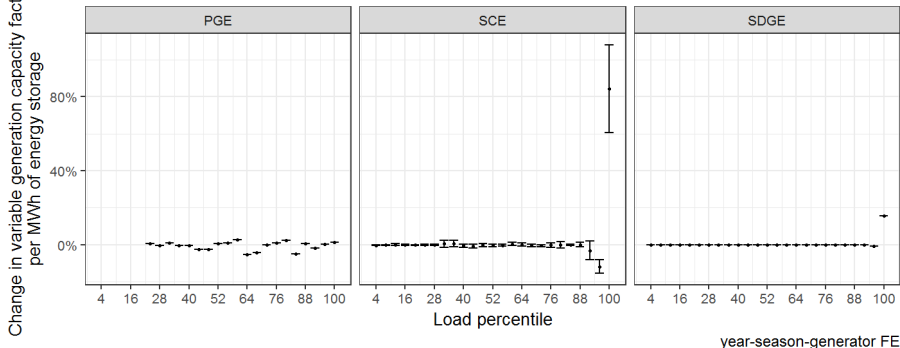 PGE SCE SDGE
Change in variable generation capacity fact
per MWh of energy storage
80%
40%
0%
4 16 28 40 52 64 76 88 100 4 16 28 40 52 64 76 88 100 4 16 28 40 52 64 76 88 100
Load percentile
year-season-generator FE